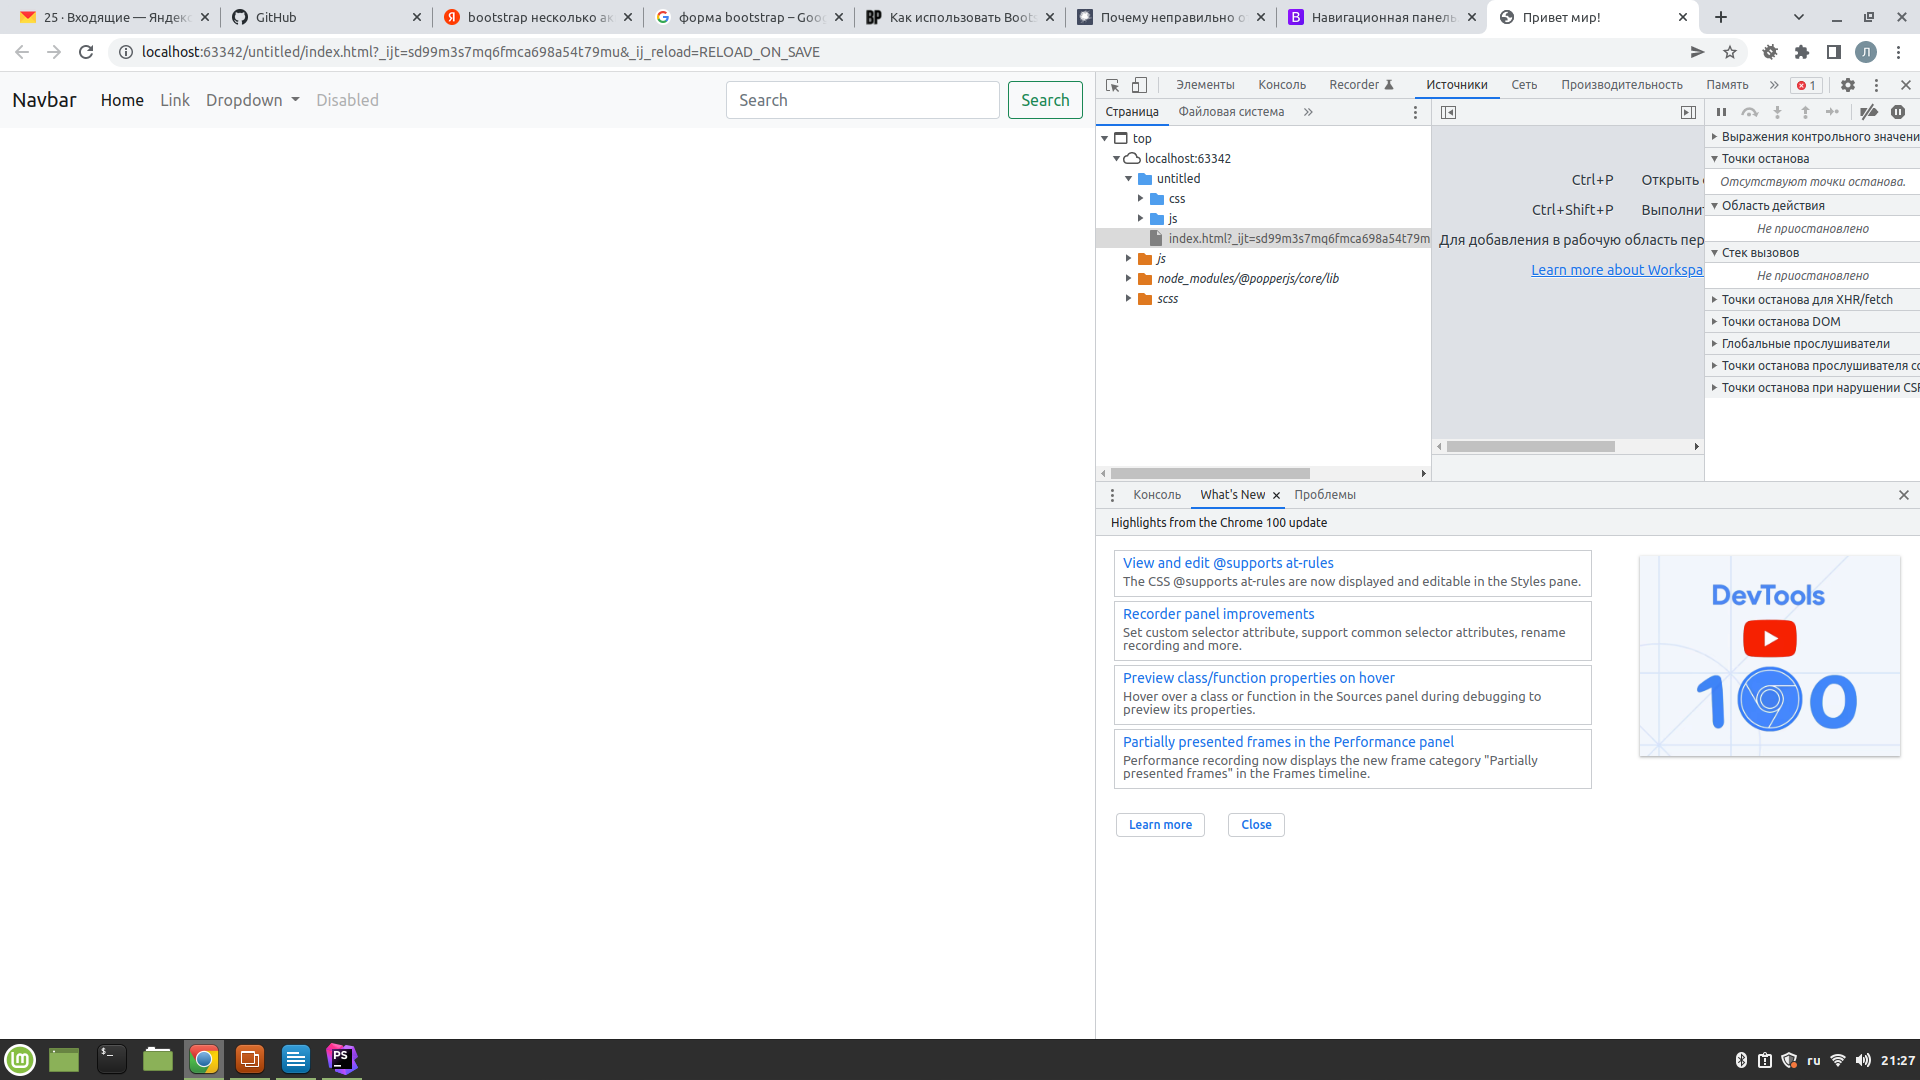 25 · Входящие — Яндекс
GitHub
bootstrap несколько ак
форма bootstrap – Goog
Как использовать Boots
Почему неправильно о
Навигационная панель
Привет мир!
localhost:63342/untitled/index.html?_ijt=sd99m3s7mq6fmca698a54t79mu&_ij_reload=RELOAD_ON_SAVE
Л
Navbar Home Link Dropdown Disabled Search Search
Элементы Консоль Recorder Источники Сеть Производительность Память » 1
Страница Файловая система »
top
localhost:63342
untitled
css
js
index.html?_ijt=sd99m3s7mq6fmca698a54t79m
js
node_modules/@popperjs/core/lib
scss
Ctrl+P Открыть
Ctrl+Shift+P Выполни
Для добавления в рабочую область пер
Learn more about Workspa
Выражения контрольного значени
Точки останова
Отсутствуют точки останова.
Область действия
Не приостановлено
Стек вызовов
Не приостановлено
Точки останова для XHR/fetch
Точки останова DOM
Глобальные прослушиватели
Точки останова прослушивателя со
Точки останова при нарушении CSP
Консоль What's New Проблемы
Highlights from the Chrome 100 update
View and edit @supports at-rules
The CSS @supports at-rules are now displayed and editable in the Styles pane.
Recorder panel improvements
Set custom selector attribute, support common selector attributes, rename
recording and more.
Preview class/function properties on hover
Hover over a class or function in the Sources panel during debugging to
preview its properties.
Partially presented frames in the Performance panel
Performance recording now displays the new frame category "Partially
presented frames" in the Frames timeline.
DevTools
100
Learn more Close
PS
ru
21:27